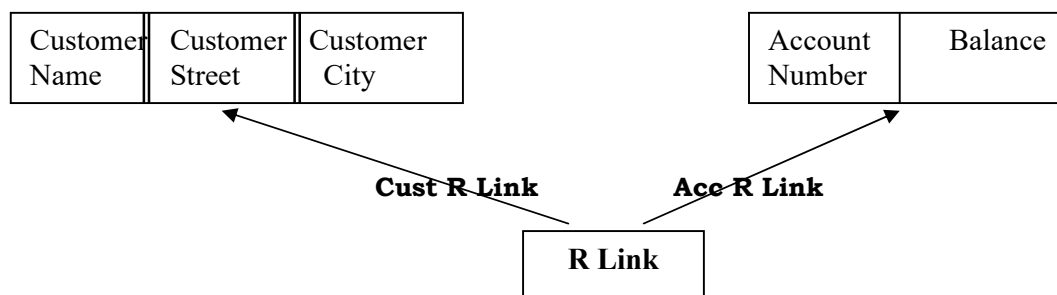 Customer Name
Customer Street
Customer City
Account Number
Balance
Cust R Link
Acc R Link
R Link